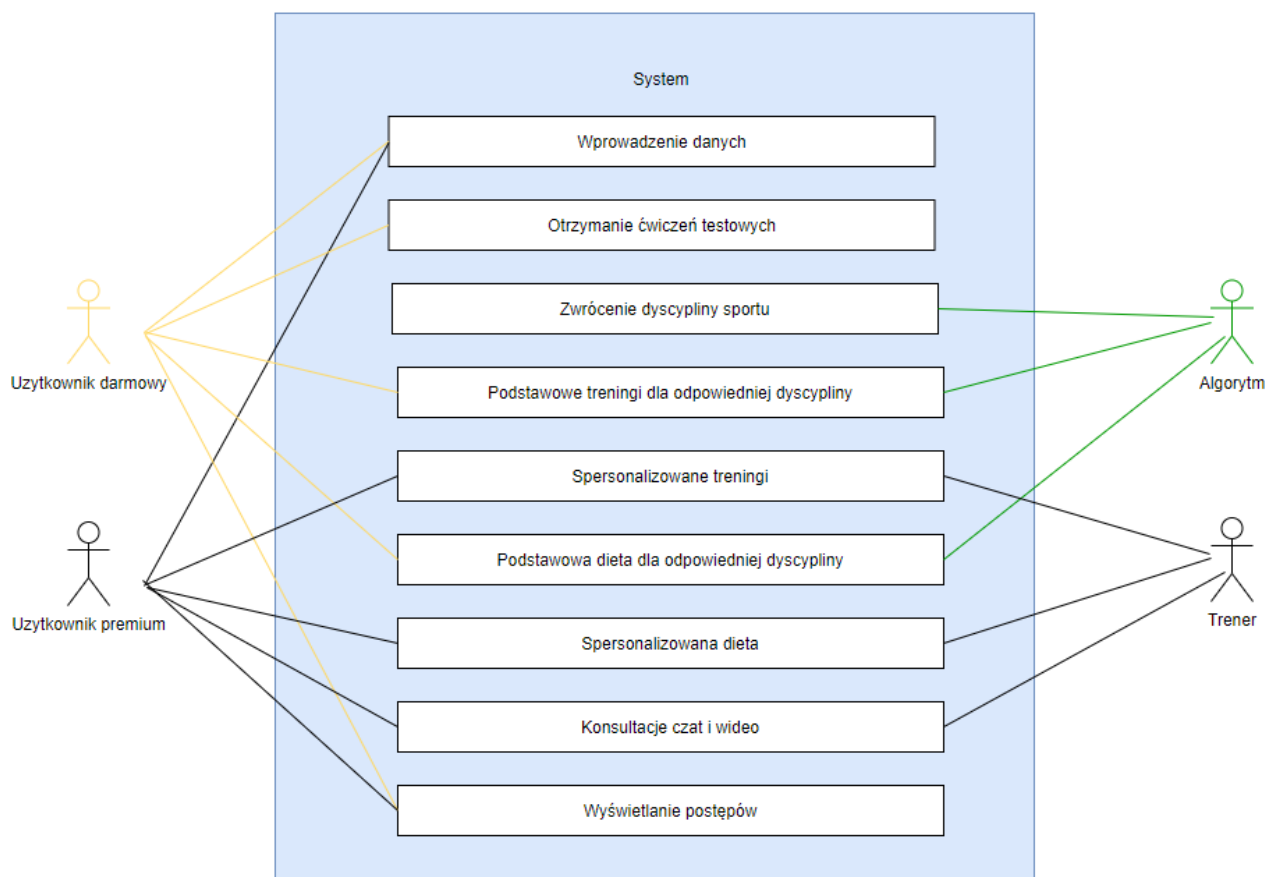 System
Wprowadzenie danych
Otrzymanie ćwiczeń testowych
Zwrócenie dyscypliny sportu
Uzytkownik darmowy
Podstawowe treningi dla odpowiedniej dyscypliny
Algorytm
Spersonalizowane treningi
Podstawowa dieta dla odpowiedniej dyscypliny
Uzytkownik premium
Trener
Spersonalizowana dieta
Konsultacje czat i wideo
Wyświetlanie postępów